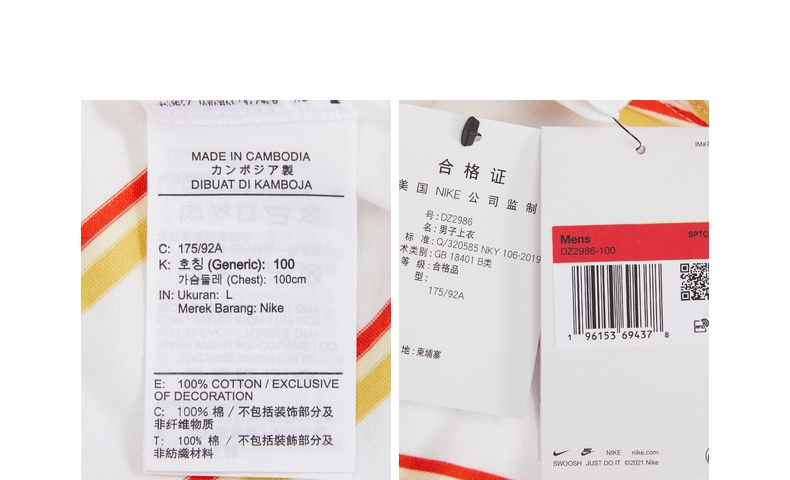 MADE IN CAMBODIA
カンボジア製
DIBUAT DI KAMBOJA
C: 175/92A
K: 호칭 (Generic): 100
가슴둘레 (Chest): 100cm
IN: Ukuran: L
Merek Barang: Nike
E: 100% COTTON / EXCLUSIVE
OF DECORATION
C: 100% 棉 / 不包括装饰部分及
非纤维物质
T: 100% 棉 / 不包括裝飾部分及
非紡織材料
合格证
美国 NIKE 公司监制
号: DZ2986
名: 男子上衣
标 准: Q/320585 NKY 106-2019
术类别: GB 18401 B类
等 级: 合格品
型:
175/92A
地: 柬埔寨
IM#7
Mens
SPTC
DZ2986-100
1 96153 69437 8
NIKE nike.com
SWOOSH JUST DO IT ©2021 Nike